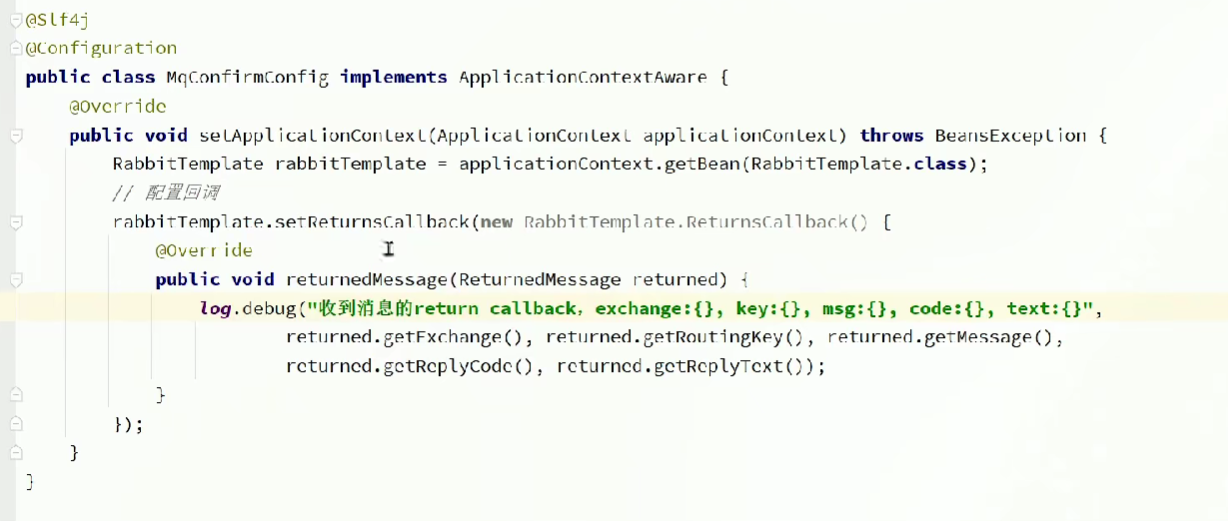 @Slf4j
@Configuration
public class MqConfirmConfig implements ApplicationContextAware {
@Override
public void setApplicationContext(ApplicationContext applicationContext) throws BeansException {
RabbitTemplate rabbitTemplate = applicationContext.getBean(RabbitTemplate.class);
// 配置回调
rabbitTemplate.setReturnsCallback(new RabbitTemplate.ReturnsCallback() {
@Override
public void returnedMessage(ReturnedMessage returned) {
log.debug("收到消息的return callback，exchange:{}, key:{}, msg:{}, code:{}, text:{}",
returned.getExchange(), returned.getRoutingKey(), returned.getMessage(),
returned.getReplyCode(), returned.getReplyText());
}
});
}
}